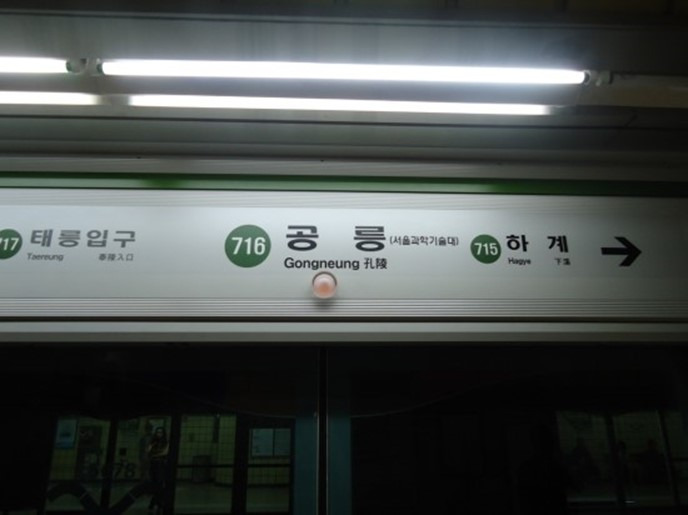 717 태릉입구
Taereung 泰陵入口
716 공릉 (서울과학기술대)
Gongneung 孔陵
715 하계
Hagye 下溪